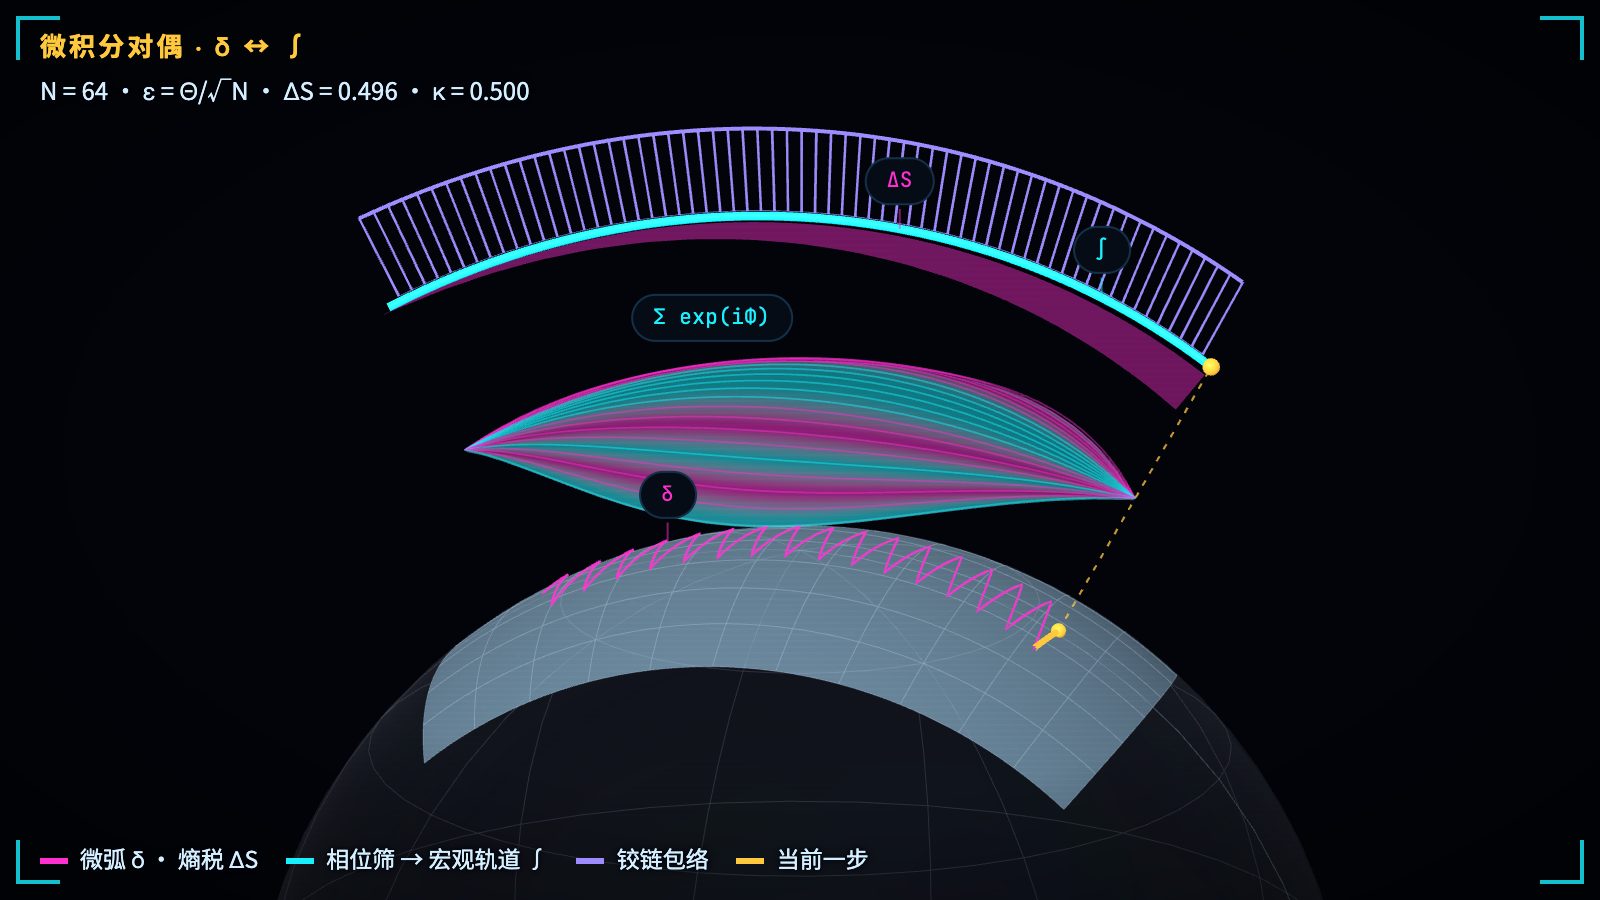 微积分对偶 · δ ↔ ∫
N = 64 • ε = Θ/√N • ΔS = 0.496 • κ = 0.500
ΔS
∫
Σ exp(iΦ)
δ
微弧 δ • 熵税 ΔS
相位筛 → 宏观轨道 ∫
铰链包络
当前一步